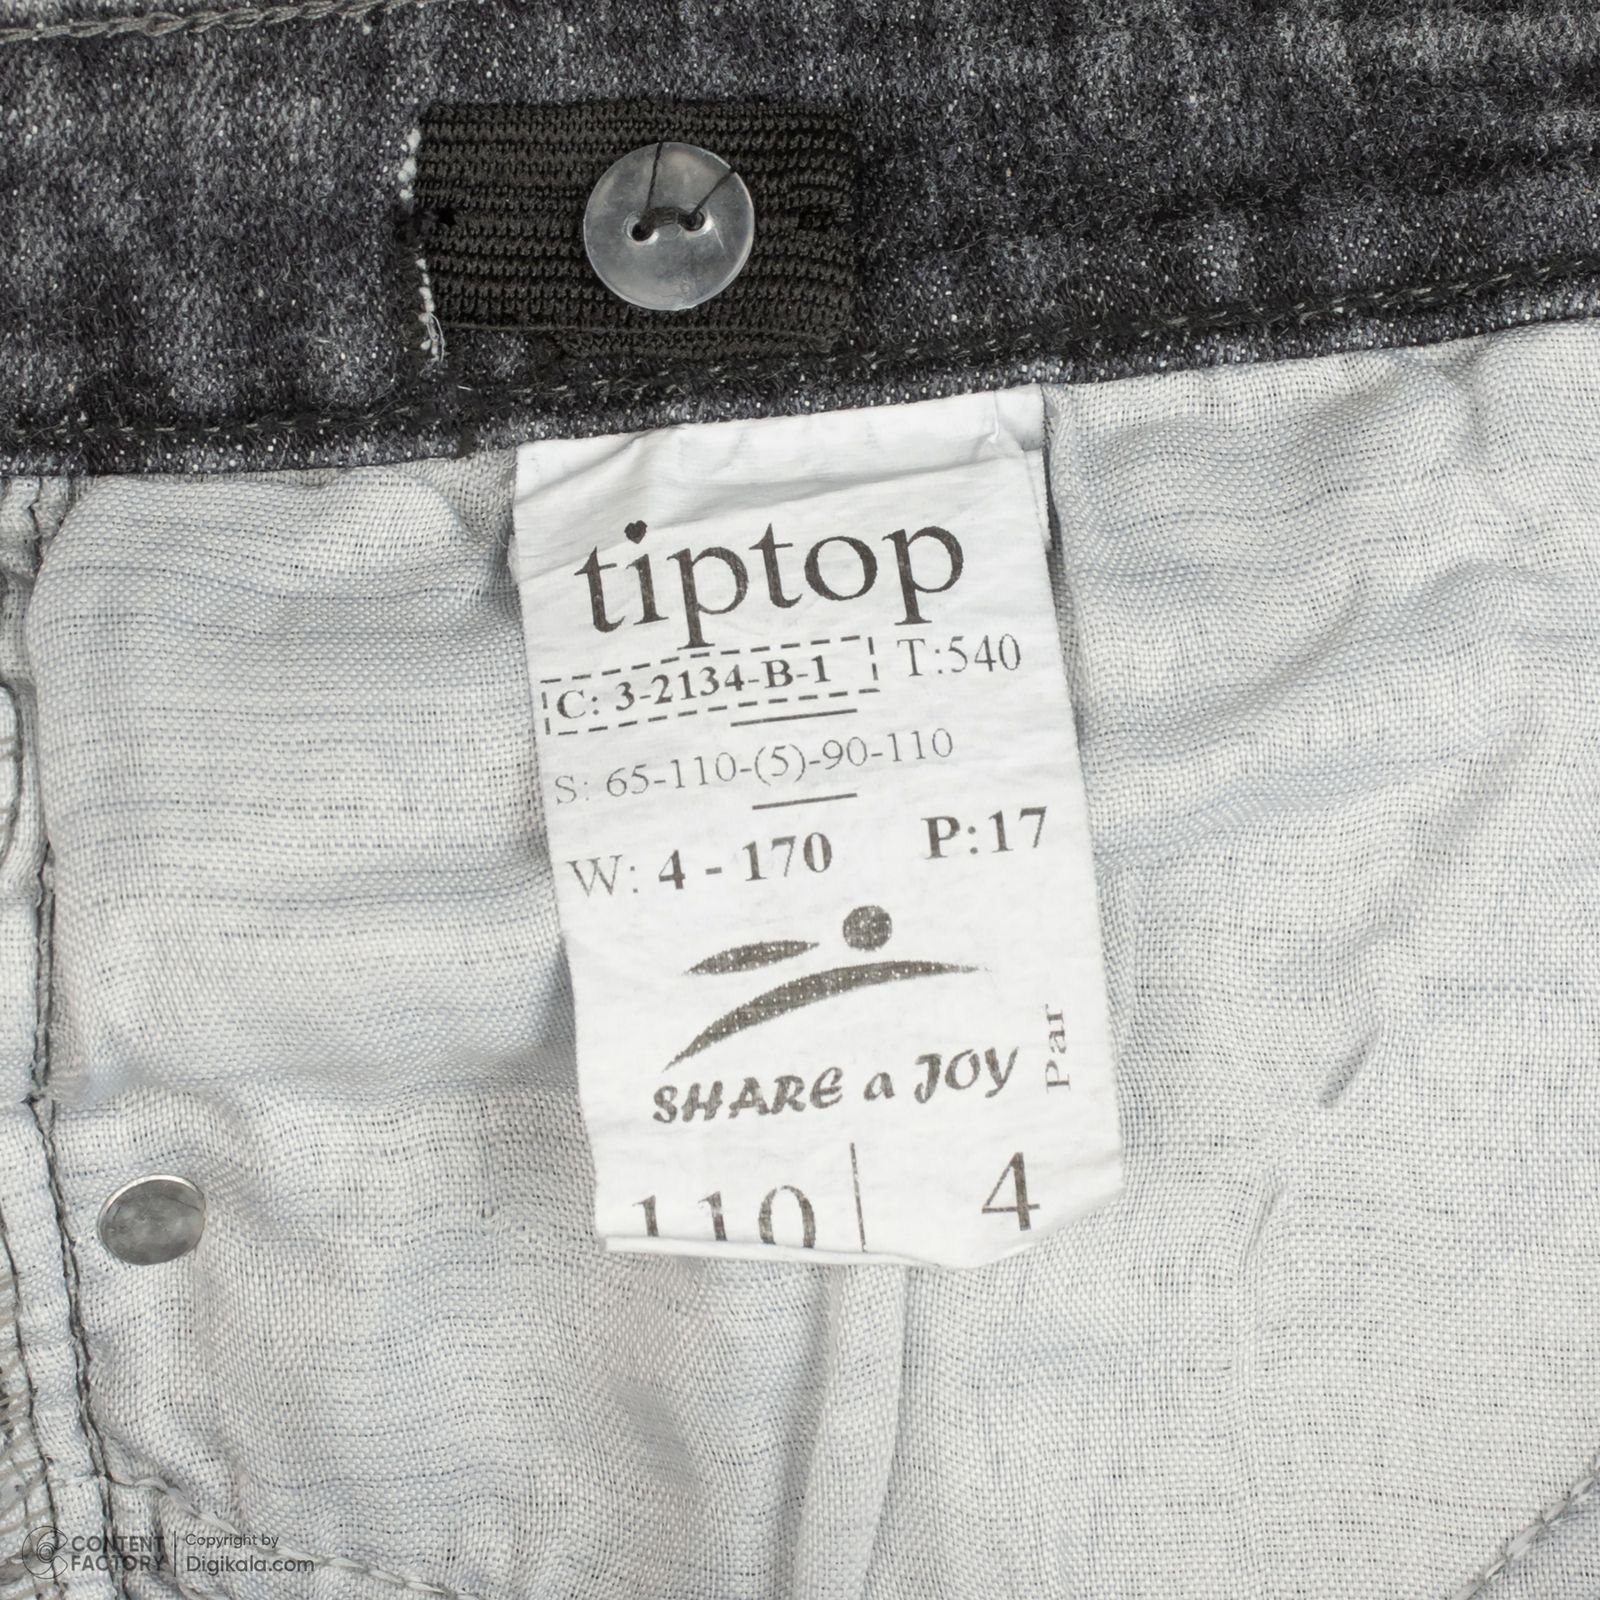 tiptop
C: 3-2134-B-1 T:540
S: 65-110-(5)-90-110
W: 4 - 170 P:17
SHARE a JOY
Par
110 | 4
CONTENT FACTORY
Copyright by
Digikala.com